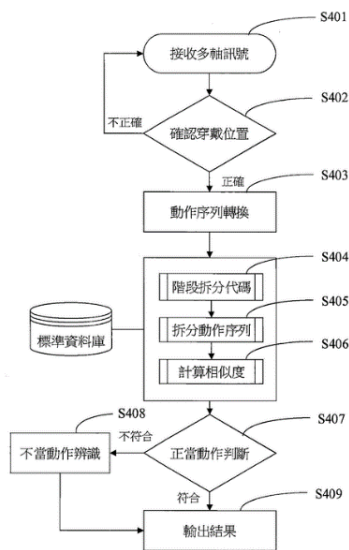 S401
接收多軸訊號
S402
不正確
確認穿戴位置
正確
S403
動作序列轉換
S404
階段拆分代碼
S405
拆分動作序列
S406
標準資料庫
計算相似度
S408
S407
不符合
不當動作辨識
正當動作判斷
符合
S409
輸出結果